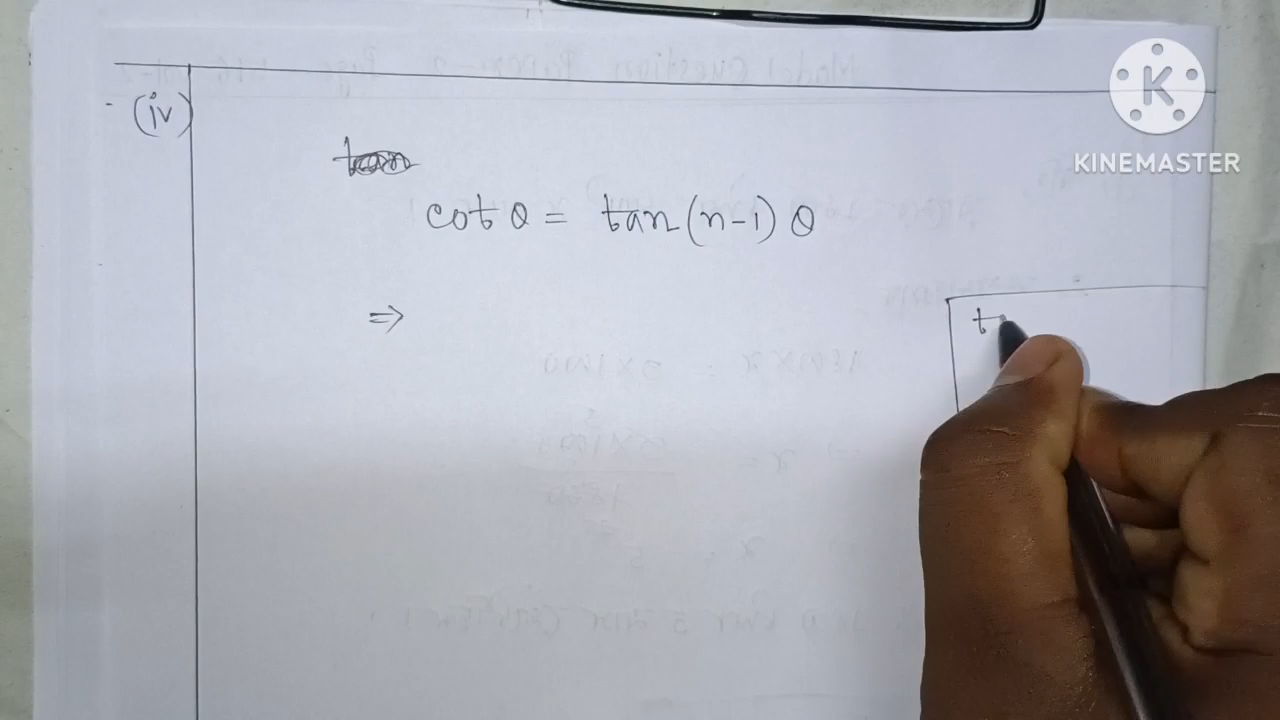 (iv)
KINEMASTER
cot θ = tan (n-1) θ
⇒
t